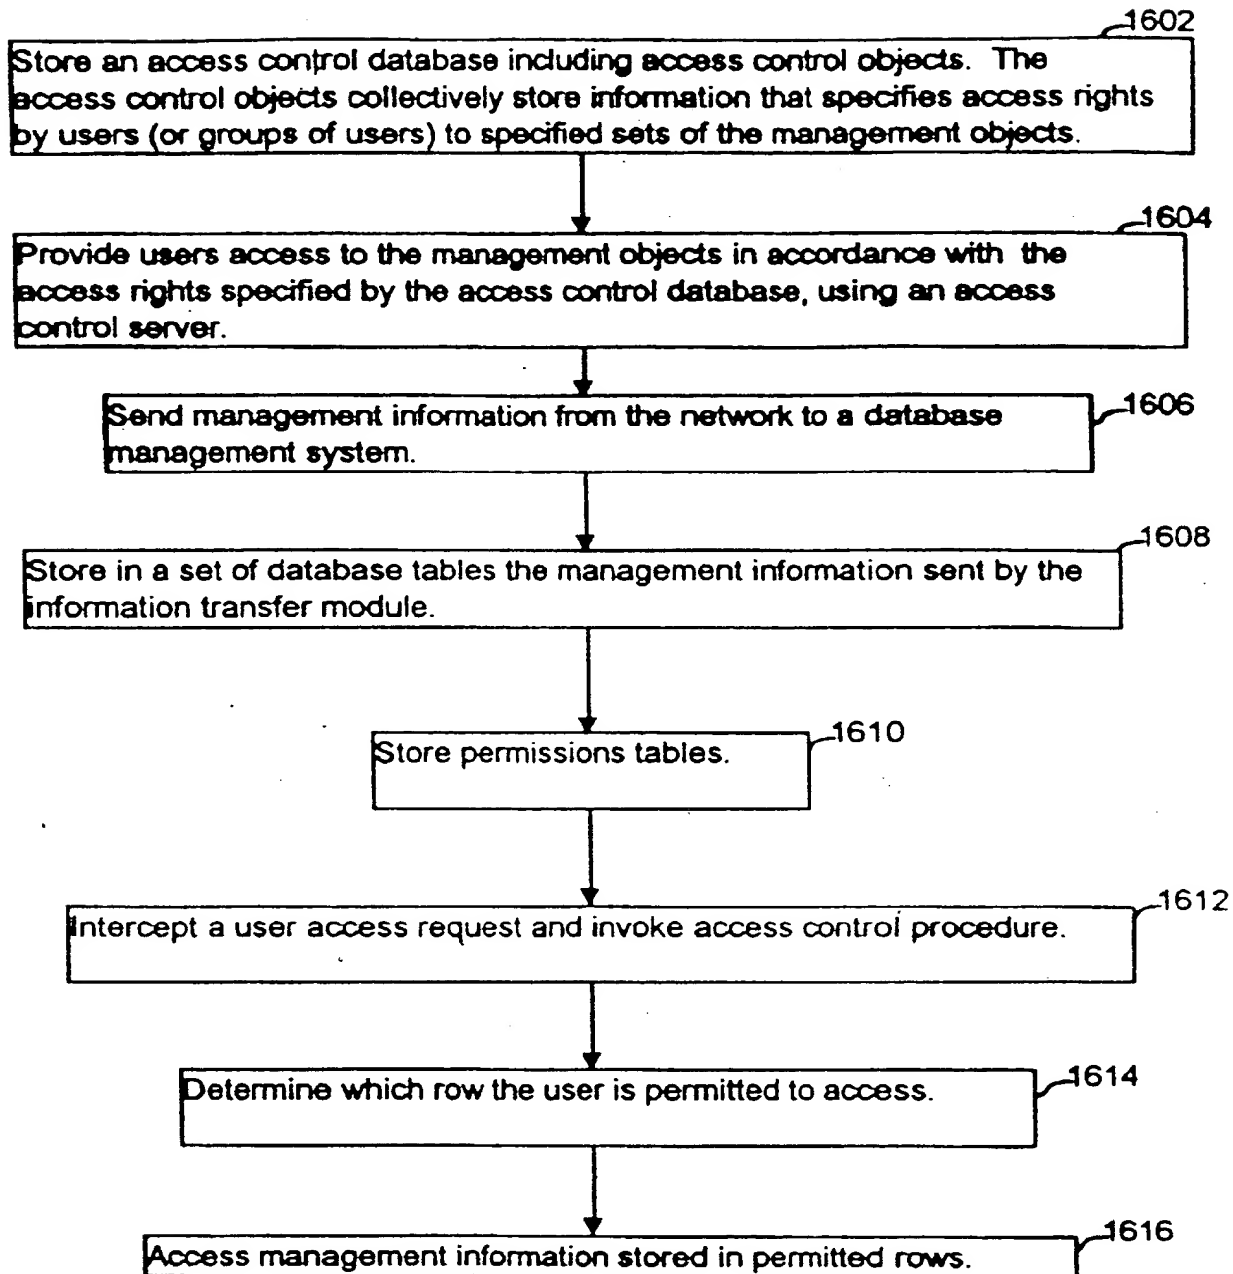 1602
Store an access control database including access control objects. The
access control objects collectively store information that specifies access rights
by users (or groups of users) to specified sets of the management objects.
1604
Provide users access to the management objects in accordance with the
access rights specified by the access control database, using an access
control server.
1606
Send management information from the network to a database
management system.
1608
Store in a set of database tables the management information sent by the
information transfer module.
1610
Store permissions tables.
1612
Intercept a user access request and invoke access control procedure.
1614
Determine which row the user is permitted to access.
1616
Access management information stored in permitted rows.